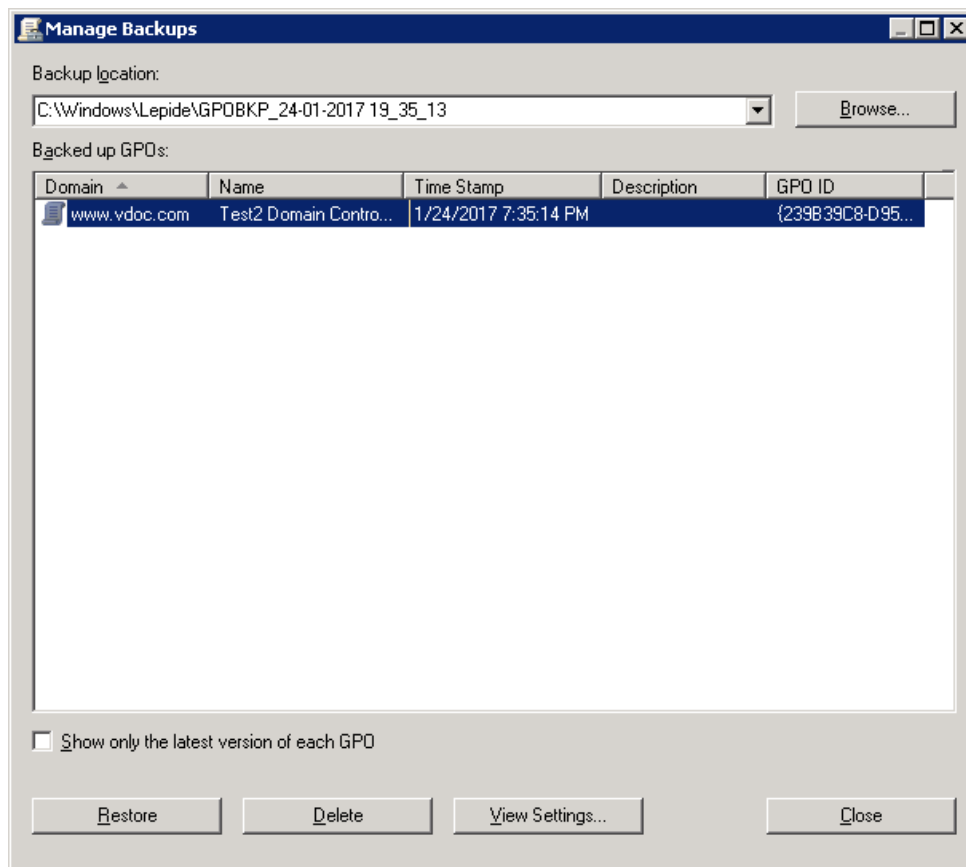 Manage Backups
Backup location:
C:\Windows\Lepide\GPOBKP_24-01-2017 19_35_13
Browse...
Backed up GPOs:
Domain Name Time Stamp Description GPO ID
www.vdoc.com Test2 Domain Contro... 1/24/2017 7:35:14 PM {239B39C8-D95...
Show only the latest version of each GPO
Restore Delete View Settings... Close